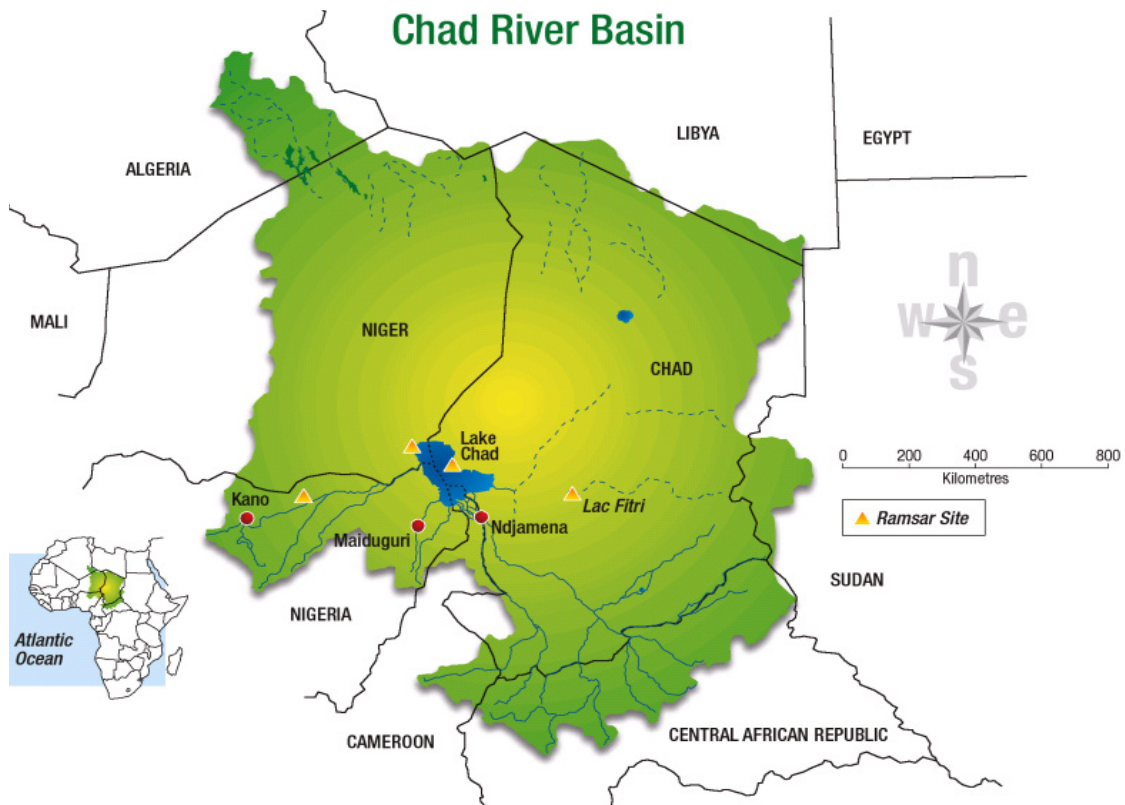 Chad River Basin
LIBYA
EGYPT
ALGERIA
n
w e
s
MALI
NIGER
CHAD
Lake
Chad
0 200 400 600 800
Kilometres
Kano
Lac Fitri
Ramsar Site
Maiduguri
Ndjamena
SUDAN
NIGERIA
Atlantic
Ocean
CAMEROON
CENTRAL AFRICAN REPUBLIC